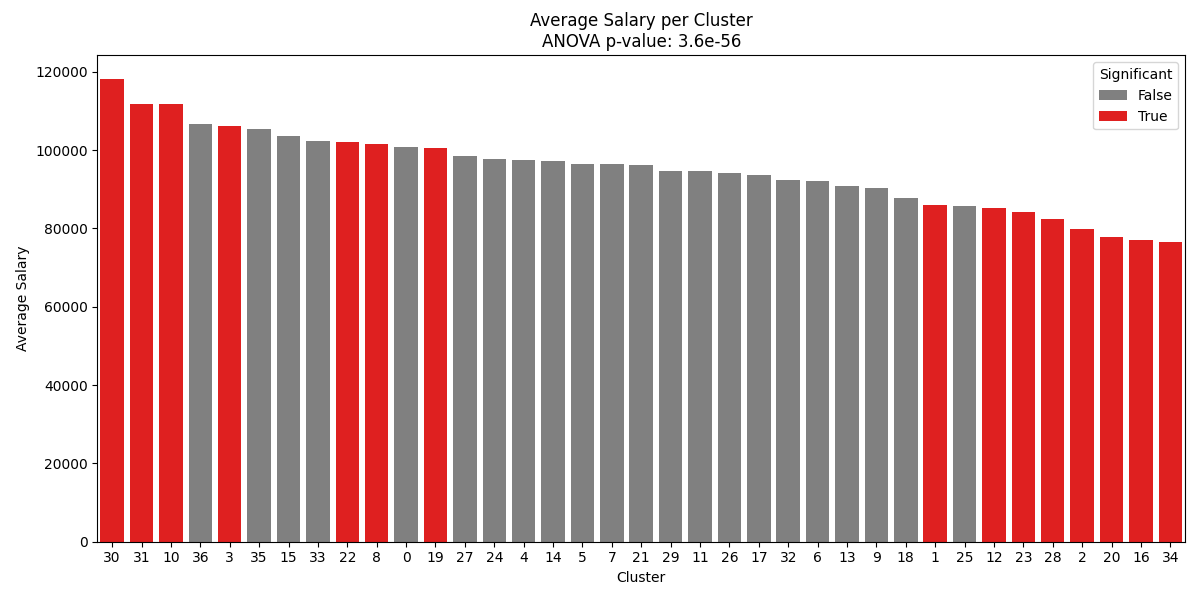 Average Salary per Cluster
ANOVA p-value: 3.6e-56
Significant
False
True
Average Salary
120000
100000
80000
60000
40000
20000
0
30 31 10 36 3 35 15 33 22 8 0 19 27 24 4 14 5 7 21 29 11 26 17 32 6 13 9 18 1 25 12 23 28 2 20 16 34
Cluster